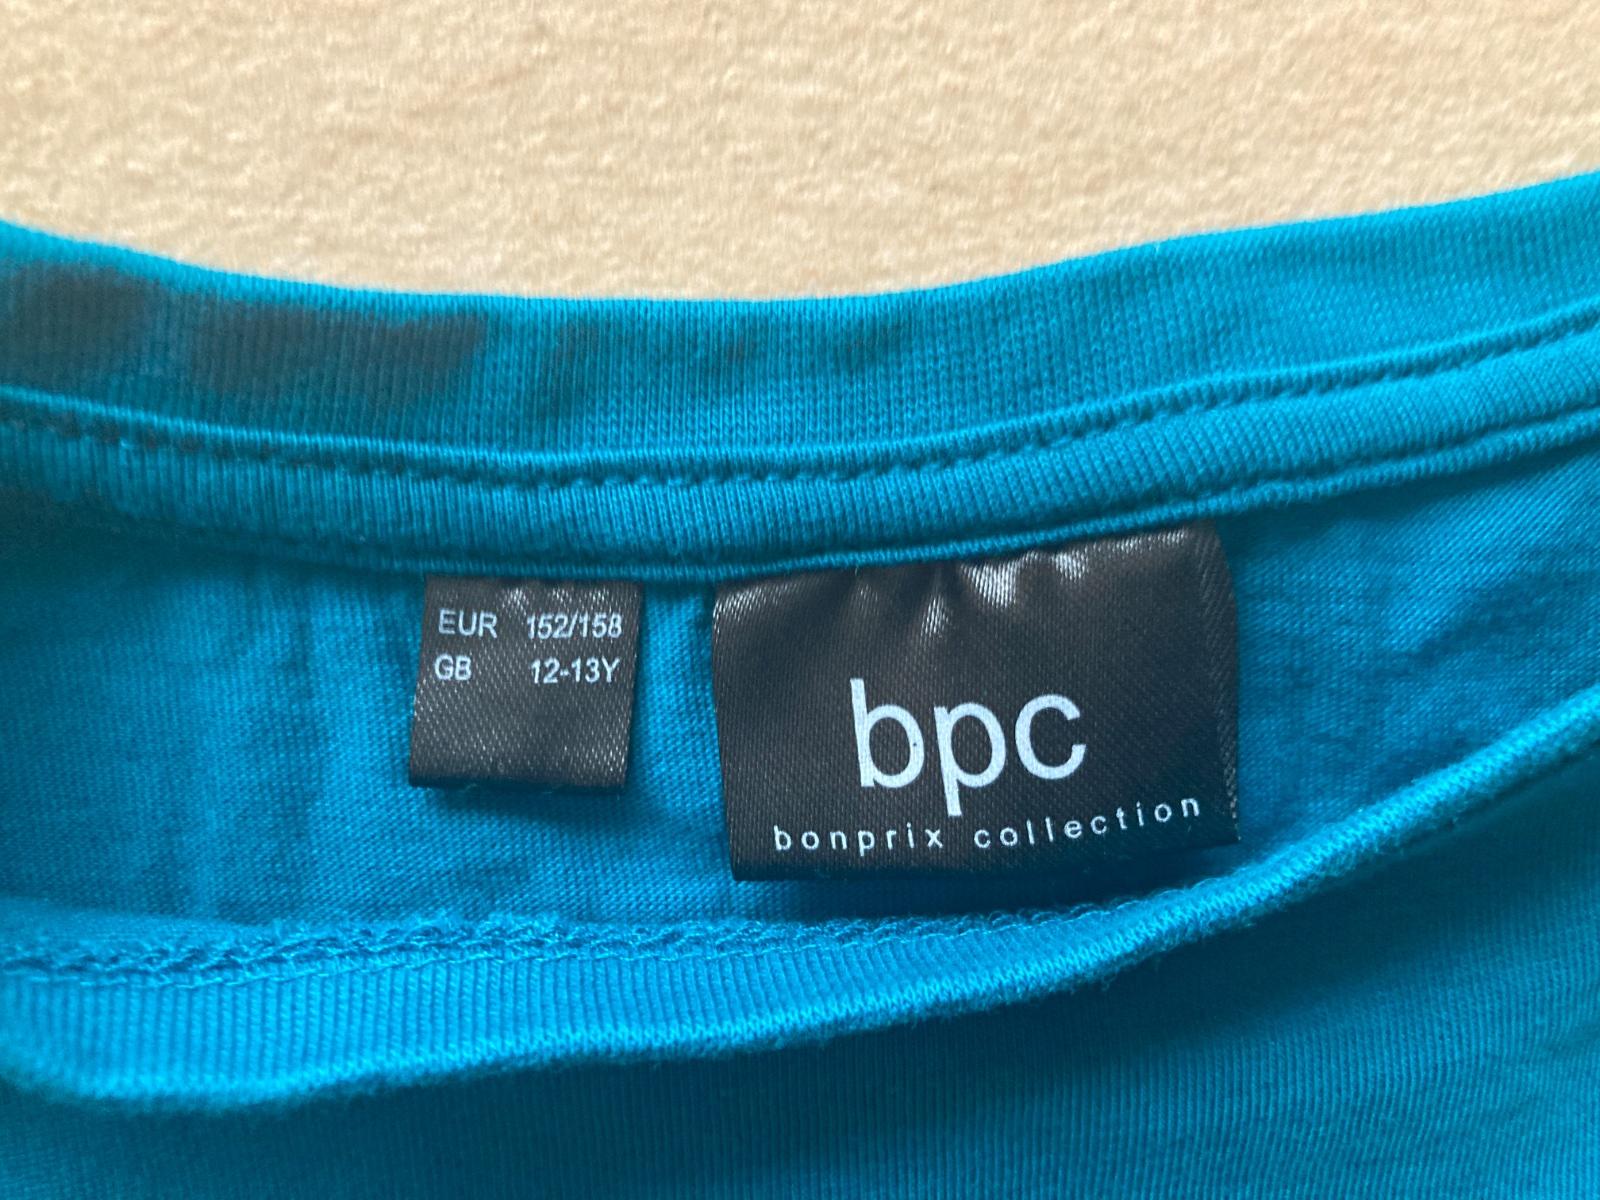 EUR 152/158
GB 12-13Y
bpc
bonprix collection